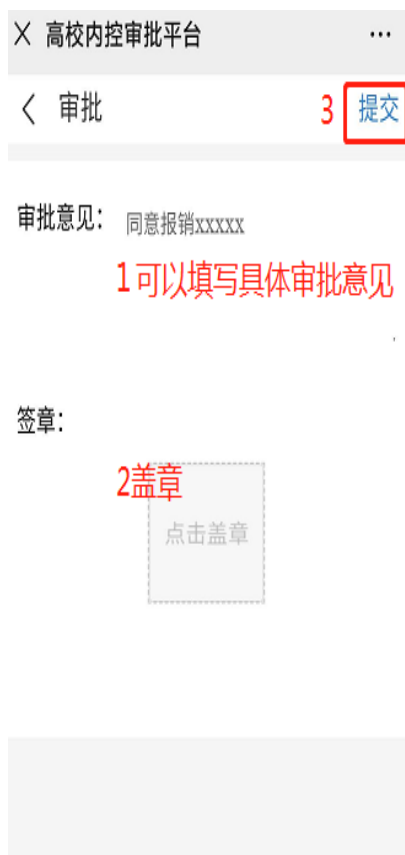 × 高校内控审批平台 ...
< 审批 3 提交
审批意见： 同意报销xxxxx
1可以填写具体审批意见
签章：
2盖章
点击盖章